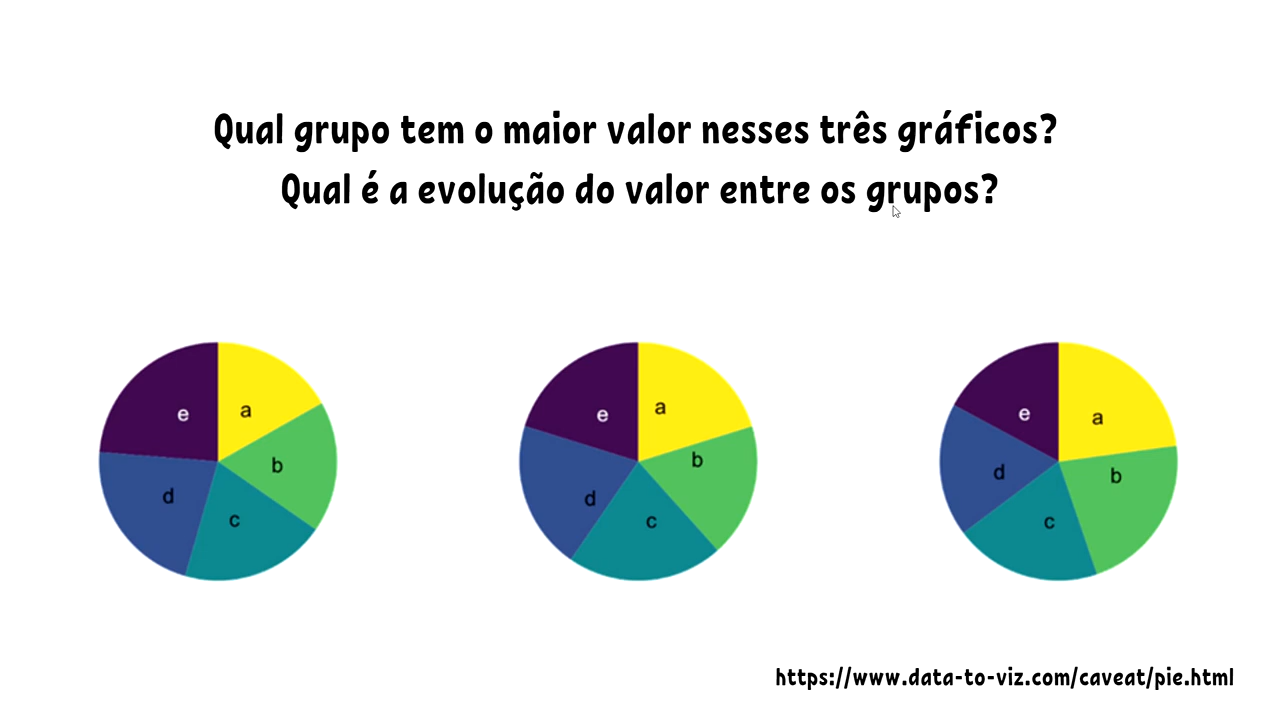 Qual grupo tem o maior valor nesses três gráficos?
Qual é a evolução do valor entre os grupos?
a
b
c
d
e
a
b
c
d
e
a
b
c
d
e
https://www.data-to-viz.com/caveat/pie.html